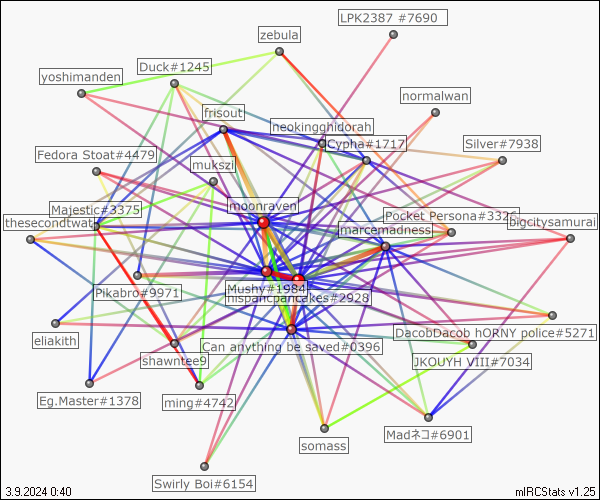 LPK2387 #7690
zebula
Duck#1245
yoshimanden
normalwan
frisout
neokingghidorah
Cypha#1717
Silver#7938
Fedora Stoat#4479
mukszi
moonraven
Majestic#3375
Pocket Persona#3326
thesecondtwat
marcemadness
bigcitysamurai
Mushy#1984
Pikabro#9971
hispanicpancakes#2928
DacobDacob hORNY police#5271
eliakith
Can anything be saved#0396
shawntee9
JKOUYH VIII#7034
Eg.Master#1378
ming#4742
Madネコ#6901
somass
Swirly Boi#6154
3.9.2024 0:40
mIRCStats v1.25